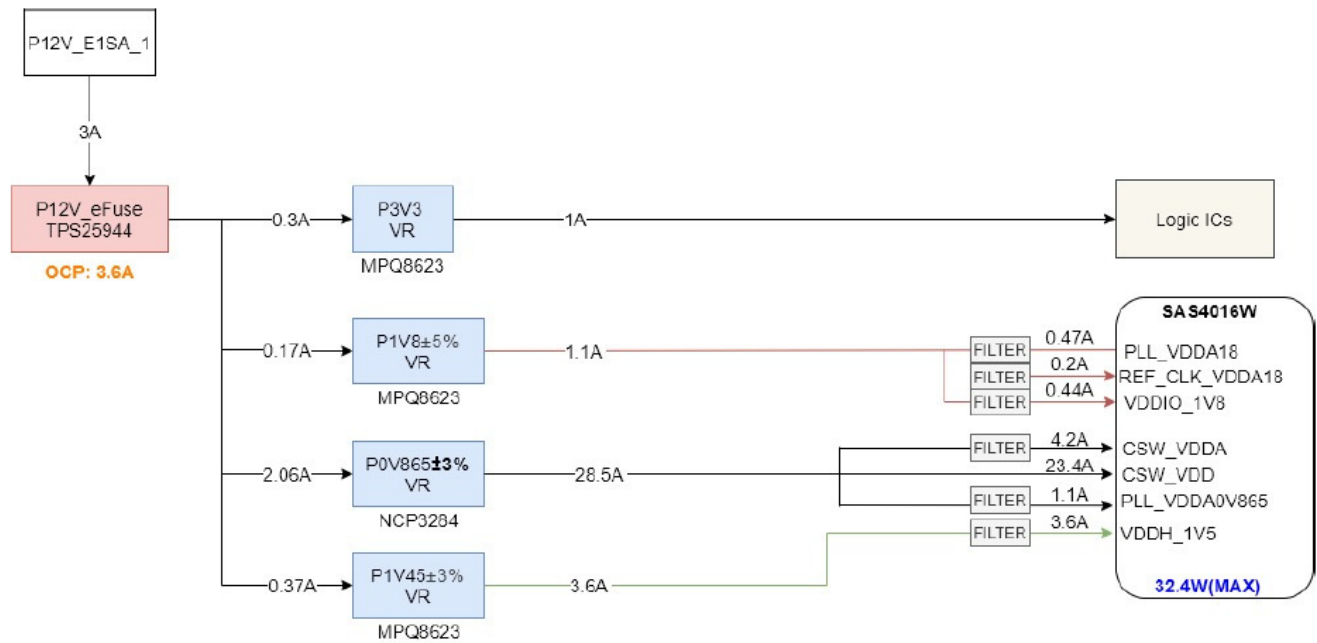 P12V_E1SA_1
3A
P12V_eFuse
TPS25944
OCP: 3.6A
0.3A
P3V3
VR
MPQ8623
1A
Logic ICs
0.17A
P1V8±5%
VR
MPQ8623
1.1A
2.06A
P0V865±3%
VR
NCP3284
28.5A
0.37A
P1V45±3%
VR
MPQ8623
3.6A
SAS4016W
FILTER
0.47A
PLL_VDDA18
FILTER
0.2A
REF_CLK_VDDA18
FILTER
0.44A
VDDIO_1V8
FILTER
4.2A
CSW_VDDA
23.4A
CSW_VDD
FILTER
1.1A
PLL_VDDA0V865
FILTER
3.6A
VDDH_1V5
32.4W(MAX)